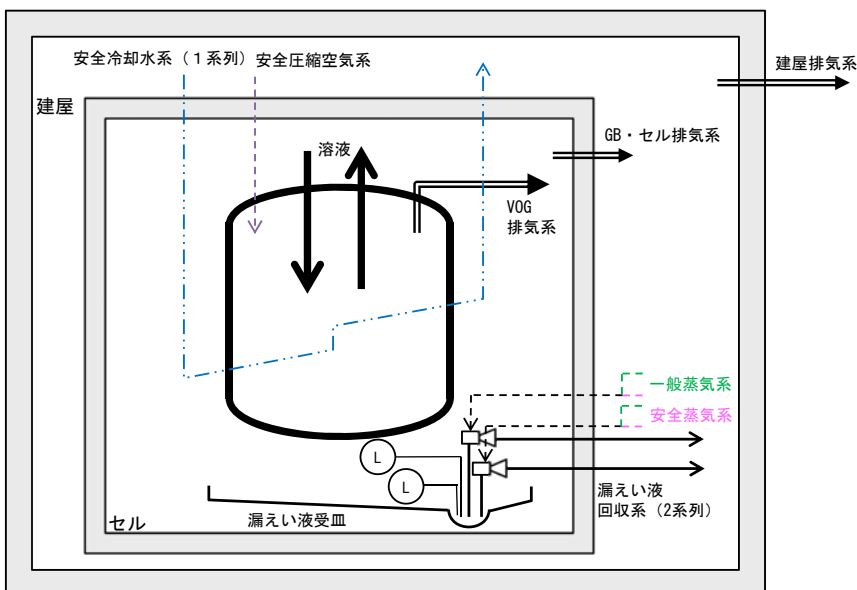 安全冷却水系（１系列）
安全圧縮空気系
建屋排気系
建屋
GB・セル排気系
溶液
VOG
排気系
一般蒸気系
安全蒸気系
L
L
漏えい液
回収系（2系列）
漏えい液受皿
セル